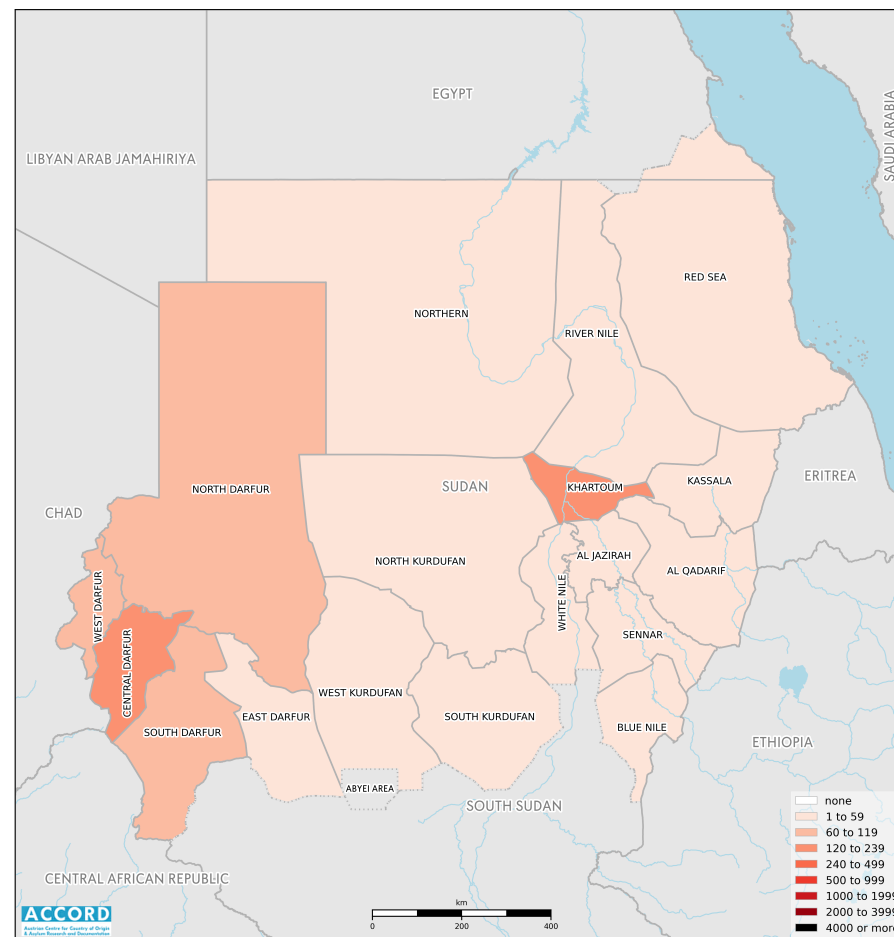 EGYPT
LIBYAN ARAB JAMAHIRIYA
SAUDI ARABIA
RED SEA
NORTHERN
RIVER NILE
ERITREA
KASSALA
SUDAN
KHARTOUM
NORTH DARFUR
CHAD
AL JAZIRAH
NORTH KURDUFAN
AL QADARIF
WHITE NILE
WEST DARFUR
SENNAR
CENTRAL DARFUR
WEST KURDUFAN
EAST DARFUR
SOUTH KURDUFAN
BLUE NILE
SOUTH DARFUR
ETHIOPIA
ABYEI AREA
SOUTH SUDAN
CENTRAL AFRICAN REPUBLIC
none
1 to 59
60 to 119
120 to 239
240 to 499
500 to 999
1000 to 1999
2000 to 3999
4000 or mor
km
0 200 400
ACCORD
Austrian Centre for Country of Origin
& Asylum Research and Documentation